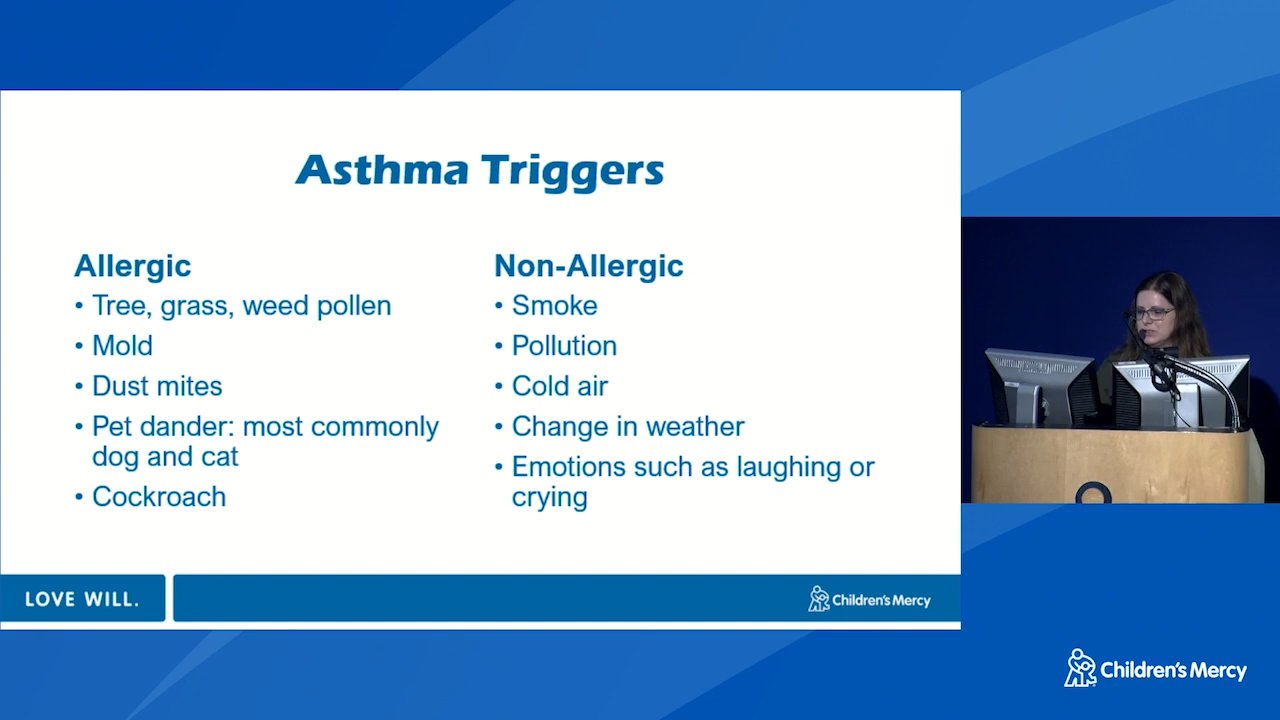 Asthma Triggers
Allergic
• Tree, grass, weed pollen
• Mold
• Dust mites
• Pet dander: most commonly
dog and cat
• Cockroach
Non-Allergic
• Smoke
• Pollution
• Cold air
• Change in weather
• Emotions such as laughing or
crying
LOVE WILL.
Children's Mercy
Children's Mercy